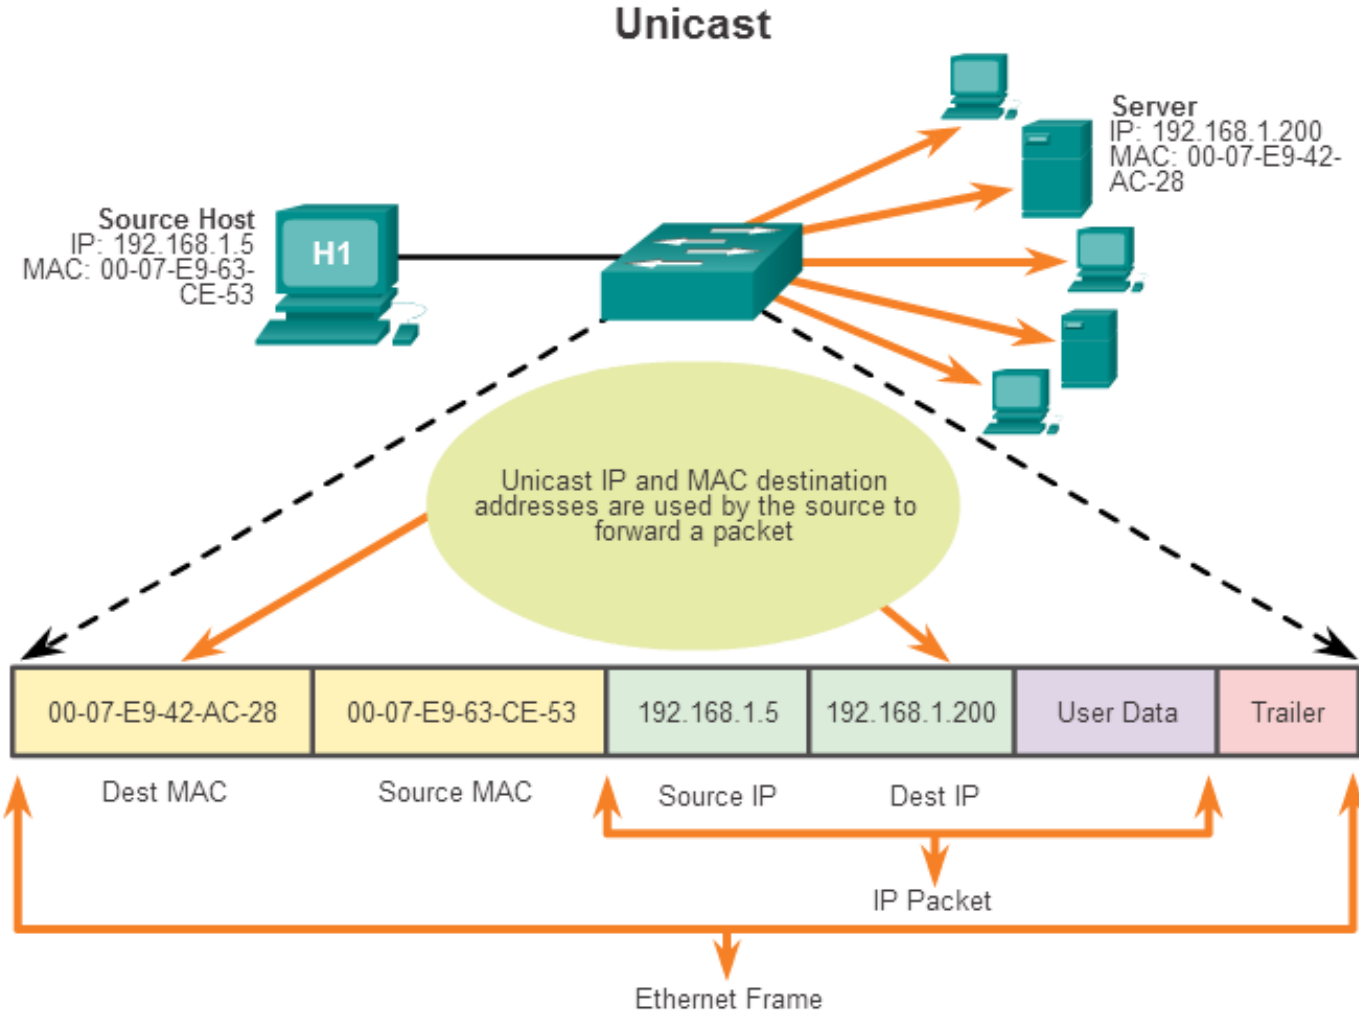 Unicast
Server
IP: 192.168.1.200
MAC: 00-07-E9-42-
AC-28
Source Host
IP: 192.168.1.5
MAC: 00-07-E9-63-
CE-53
H1
Unicast IP and MAC destination
addresses are used by the source to
forward a packet
00-07-E9-42-AC-28
00-07-E9-63-CE-53
192.168.1.5
192.168.1.200
User Data
Trailer
Dest MAC
Source MAC
Source IP
Dest IP
IP Packet
Ethernet Frame